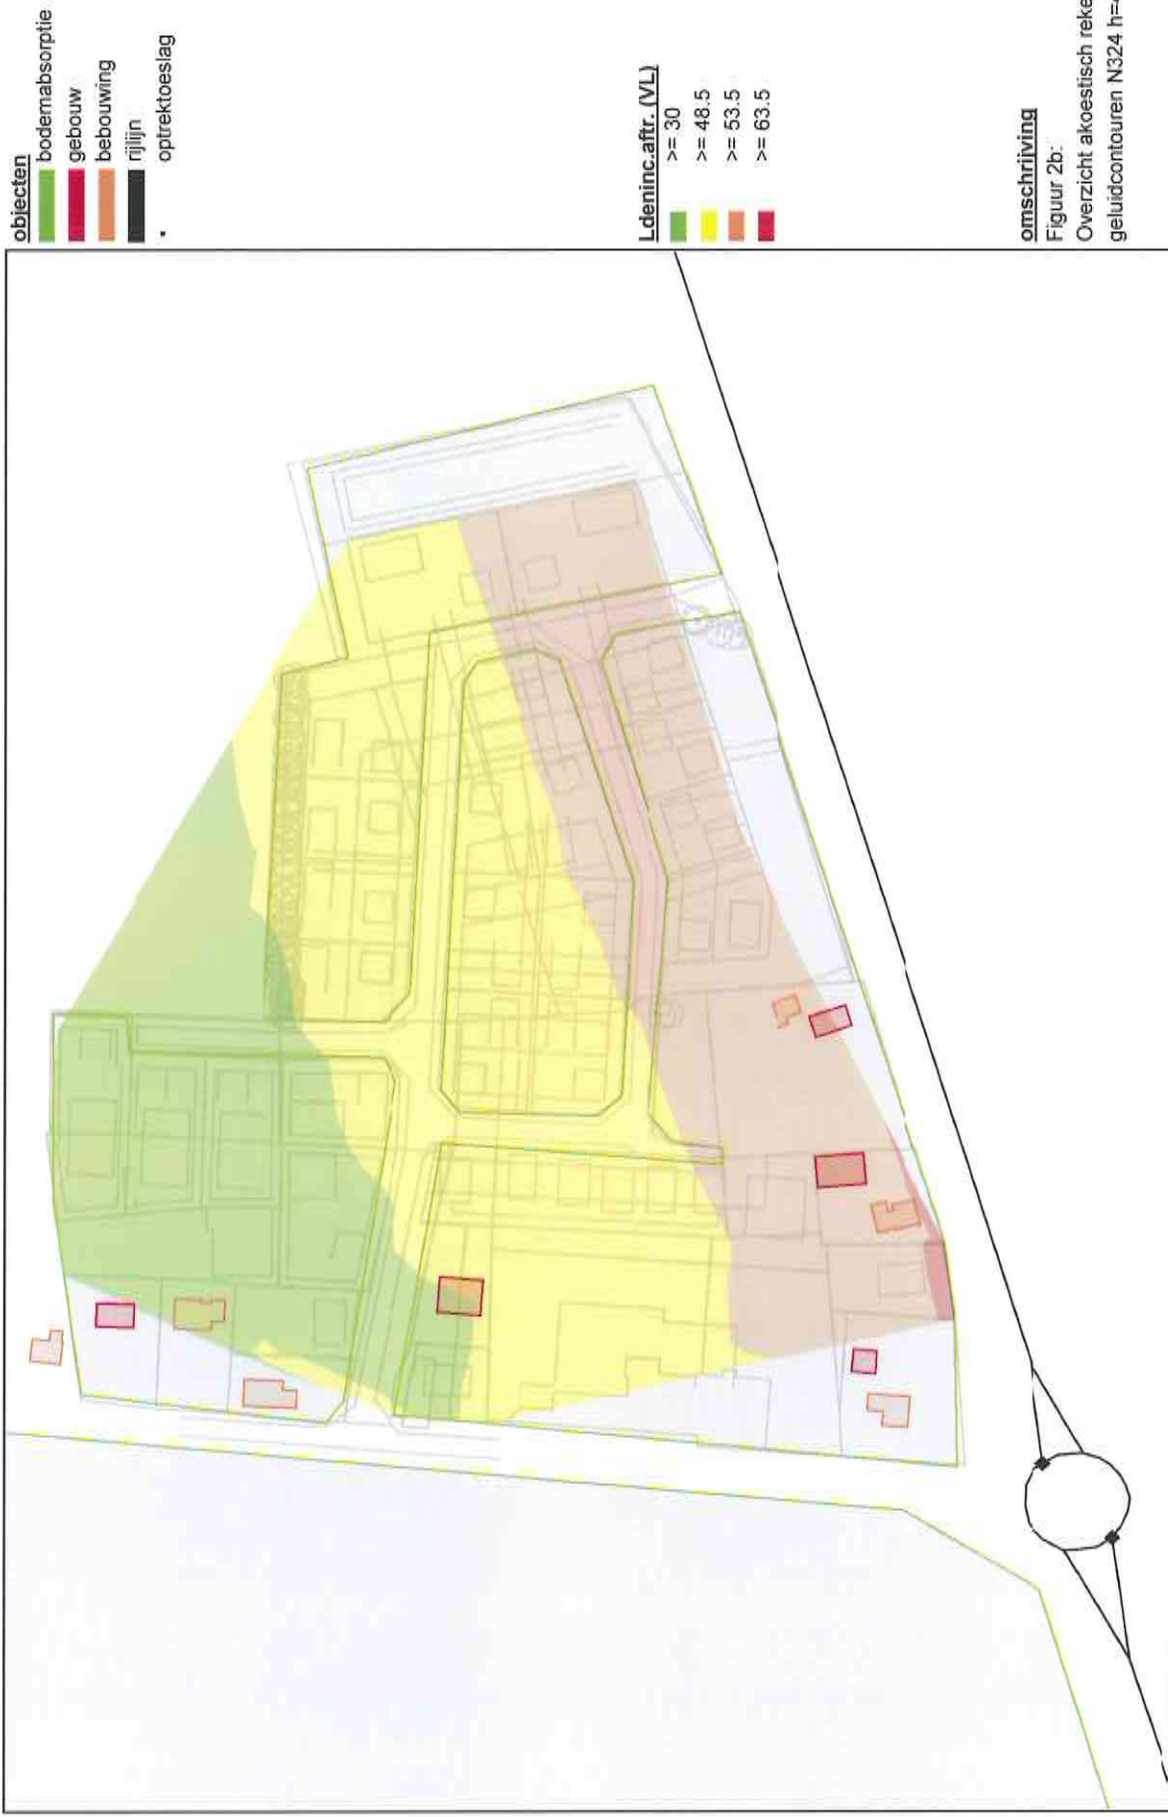 objecten
bodemabsorptie
gebouw
bebouwing
rijlijn
optrektoeslag
Ldeninc.aftr. (VL)
>= 30
>= 48.5
>= 53.5
>= 63.5
omschrijving
Figuur 2b:
Overzicht akoestisch reke
geluidcontouren N324 h=